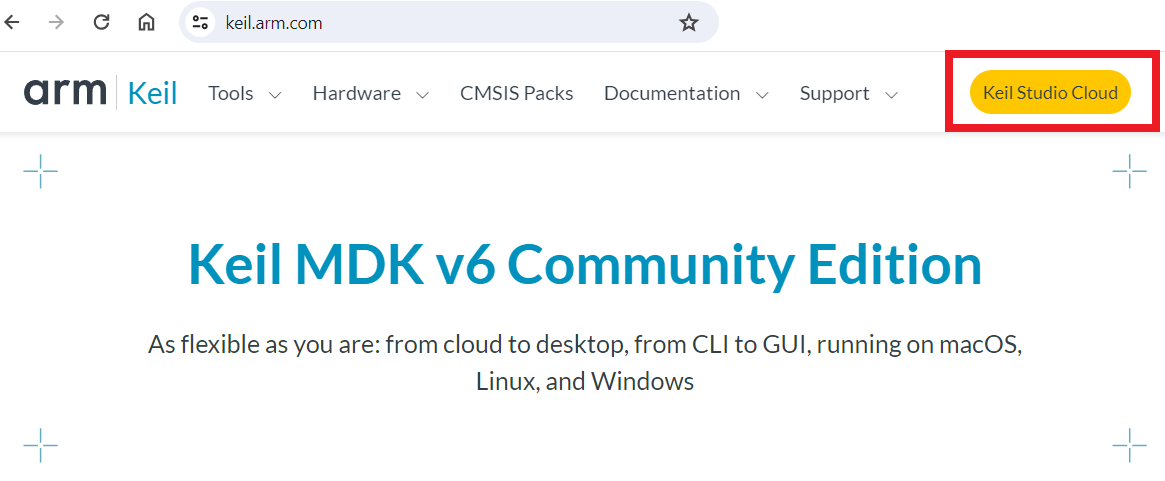 keil.arm.com
arm Keil Tools Hardware CMSIS Packs Documentation Support Keil Studio Cloud
Keil MDK v6 Community Edition
As flexible as you are: from cloud to desktop, from CLI to GUI, running on macOS,
Linux, and Windows